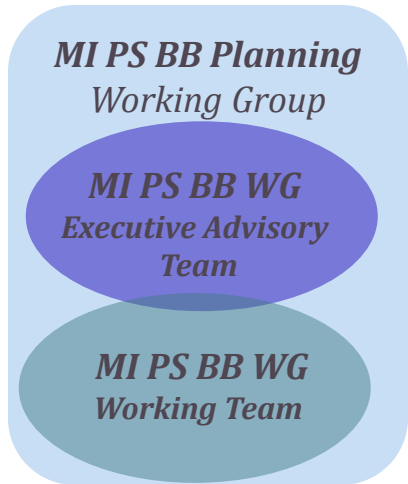 MI PS BB Planning
Working Group
MI PS BB WG
Executive Advisory
Team
MI PS BB WG
Working Team